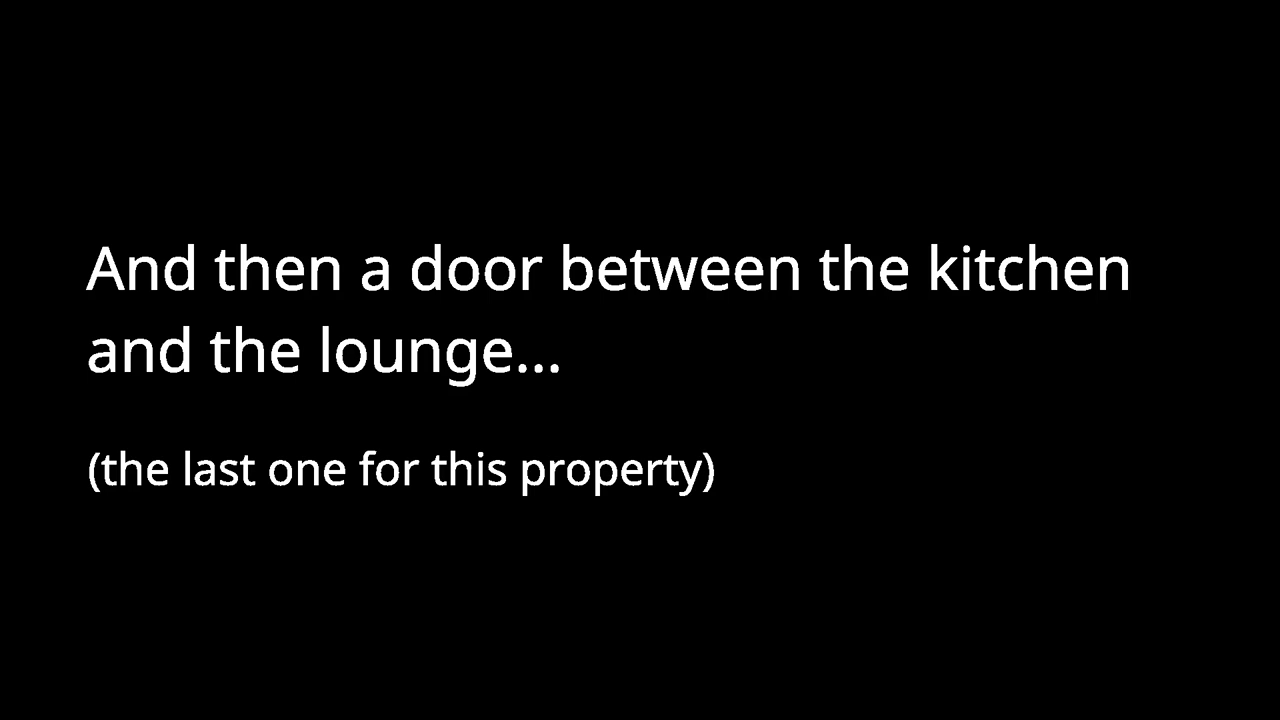 And then a door between the kitchen
and the lounge...
(the last one for this property)